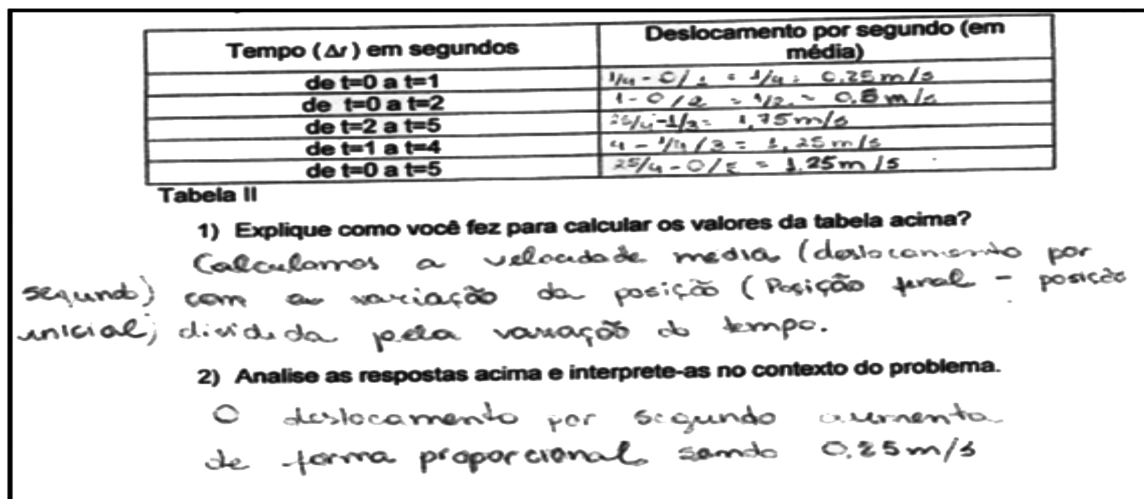 Tempo (Δt) em segundos
Deslocamento por segundo (em
média)
de t=0 a t=1
1/4 - 0/1 = 1/4 = 0,25 m/s
de t=0 a t=2
1 - 0/2 = 1/2 = 0,5 m/s
de t=2 a t=5
25/4 - 1/3 = 1,75 m/s
de t=1 a t=4
4 - 1/4/3 = 1,25 m/s
de t=0 a t=5
25/4 - 0/5 = 1,25 m/s
Tabela II
1) Explique como você fez para calcular os valores da tabela acima?
Calculamos a velocidade media (deslocamento por
segundo) com a variação da posição (Posição final - posição
inicial) dividida pela variação do tempo.
2) Analise as respostas acima e interprete-as no contexto do problema.
O deslocamento por segundo aumenta
de forma proporcional sendo 0,25 m/s